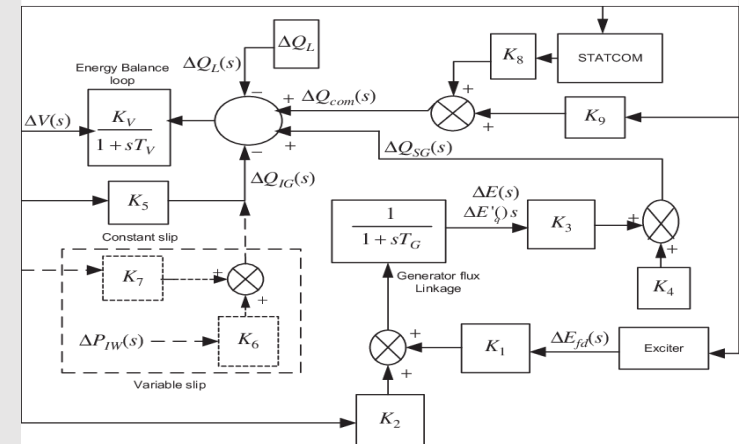 ΔQ_L
K_8
STATCOM
Energy Balance
loop
ΔQ_L(s)
−
+
ΔQ_com(s)
+
+
K_9
ΔV(s)
K_V
1 + sT_V
−
+
ΔQ_SG(s)
K_5
ΔQ_IG(s)
Constant slip
1
1 + sT_G
ΔE(s)
ΔE'_q() s
K_3
+
+
Generator flux
Linkage
K_7
+
+
K_4
ΔP_IW(s)
K_6
Variable slip
+
+
K_1
ΔE_fd(s)
Exciter
K_2